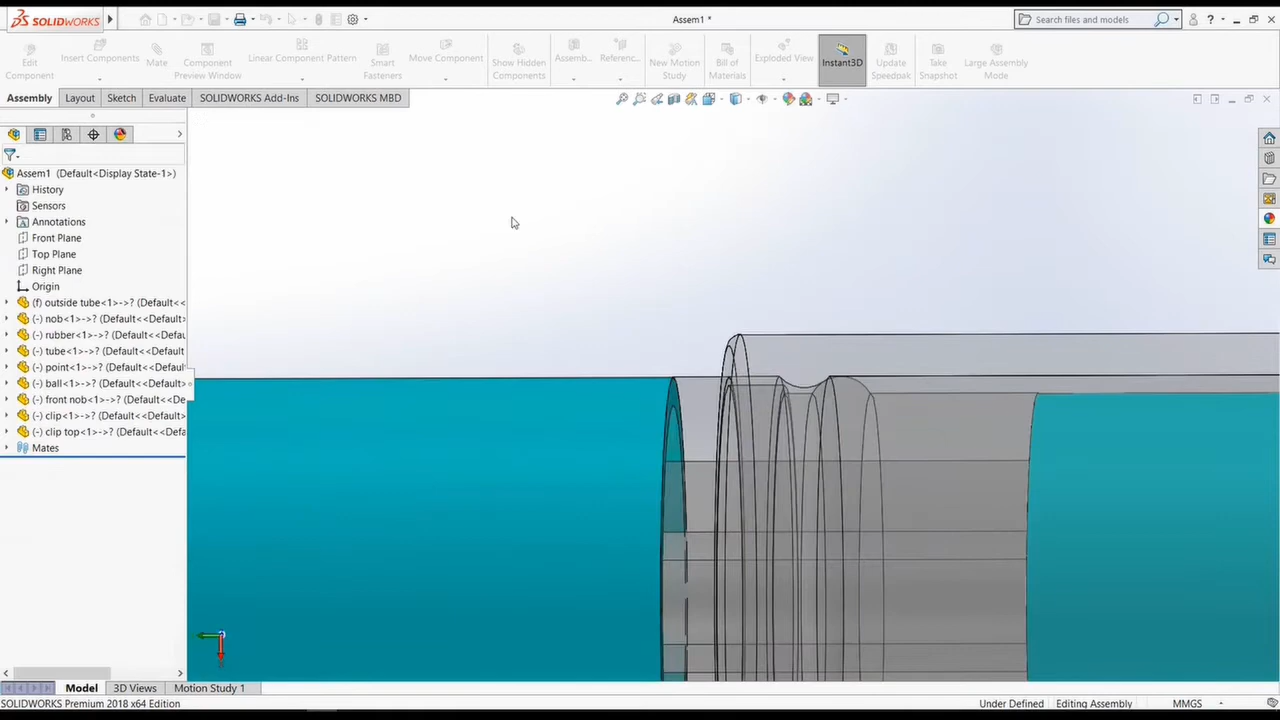 SOLIDWORKS
Assem1 *
Search files and models
Edit Component
Insert Components
Mate
Component Preview Window
Linear Component Pattern
Smart Fasteners
Move Component
Show Hidden Components
Assemb...
Referenc...
New Motion Study
Bill of Materials
Exploded View
Instant3D
Update Speedpak
Take Snapshot
Large Assembly Mode
Assembly
Layout
Sketch
Evaluate
SOLIDWORKS Add-Ins
SOLIDWORKS MBD
Assem1 (Default<Display State-1>)
History
Sensors
Annotations
Front Plane
Top Plane
Right Plane
Origin
(f) outside tube<1>->? (Default<<
(-) nob<1>->? (Default<<Default>
(-) rubber<1>->? (Default<<Defau
(-) tube<1>->? (Default<<Default
(-) point<1>->? (Default<<Default
(-) ball<1>->? (Default<<Default>
(-) front nob<1>->? (Default<<De
(-) clip<1>->? (Default<<Default>
(-) clip top<1>->? (Default<<Defa
Mates
Model
3D Views
Motion Study 1
SOLIDWORKS Premium 2018 x64 Edition
Under Defined
Editing Assembly
MMGS